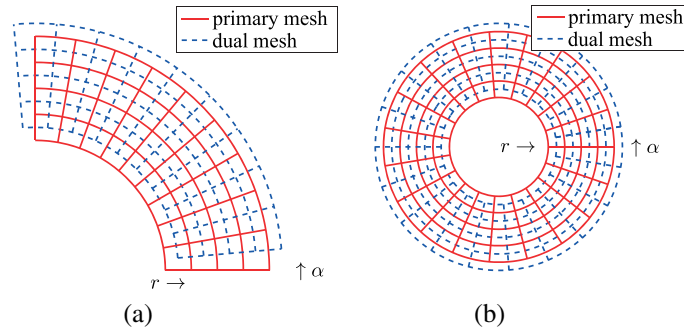 primary mesh
dual mesh
r →
↑ α
(a)
primary mesh
dual mesh
r →
↑ α
(b)